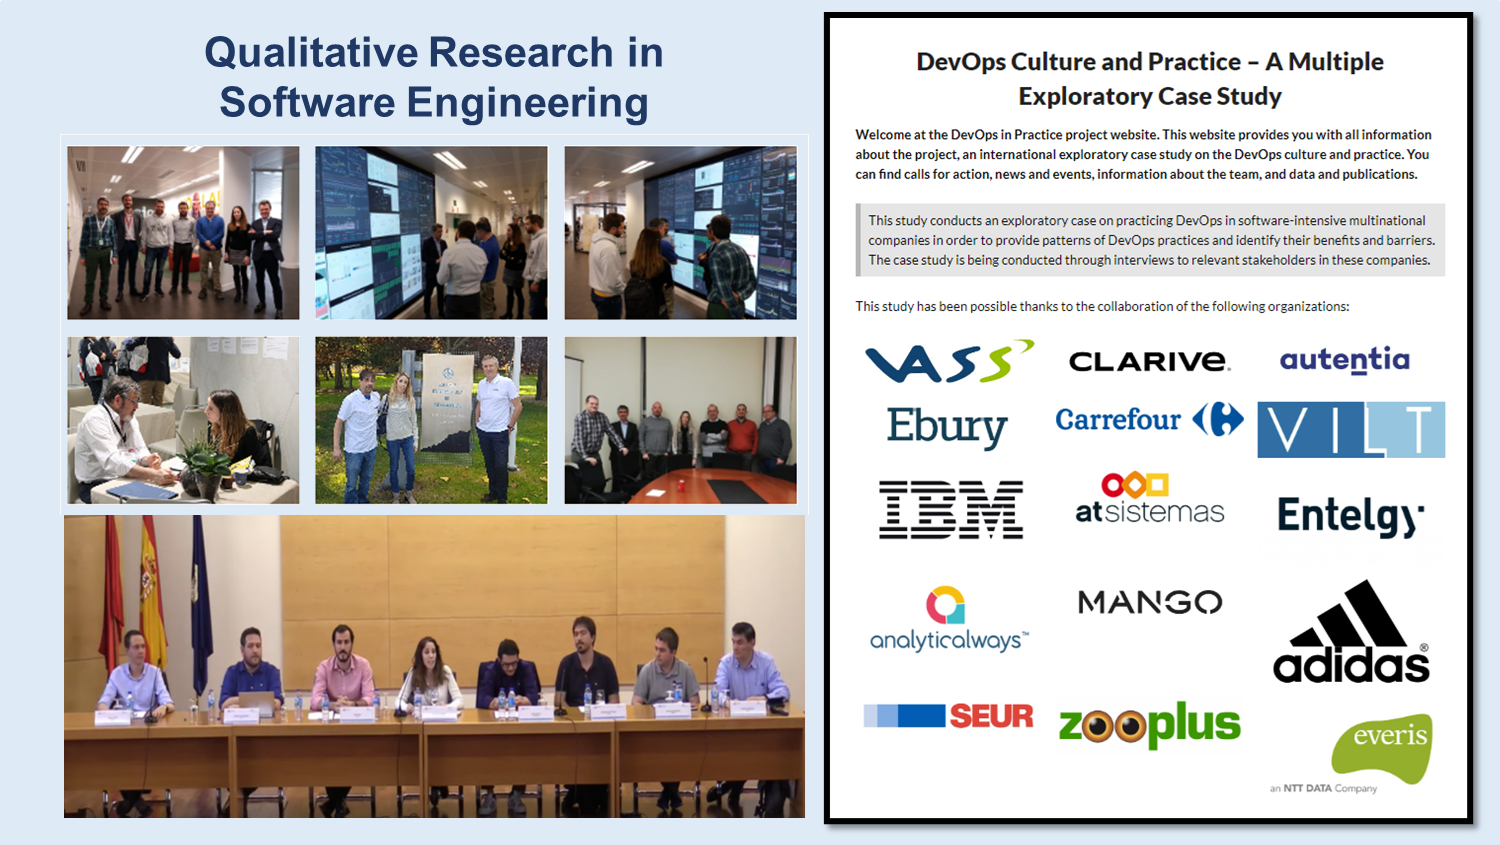 Qualitative Research in
Software Engineering
DevOps Culture and Practice – A Multiple
Exploratory Case Study
Welcome at the DevOps in Practice project website. This website provides you with all information
about the project, an international exploratory case study on the DevOps culture and practice. You
can find calls for action, news and events, information about the team, and data and publications.
This study conducts an exploratory case on practicing DevOps in software-intensive multinational
companies in order to provide patterns of DevOps practices and identify their benefits and barriers.
The case study is being conducted through interviews to relevant stakeholders in these companies.
This study has been possible thanks to the collaboration of the following organizations:
VASS
CLARIVE.
autentia
Ebury
Carrefour
VILT
IBM
atsistemas
Entelgy
analyticalways™
MANGO
adidas®
SEUR
zooplus
everis
an NTT DATA Company